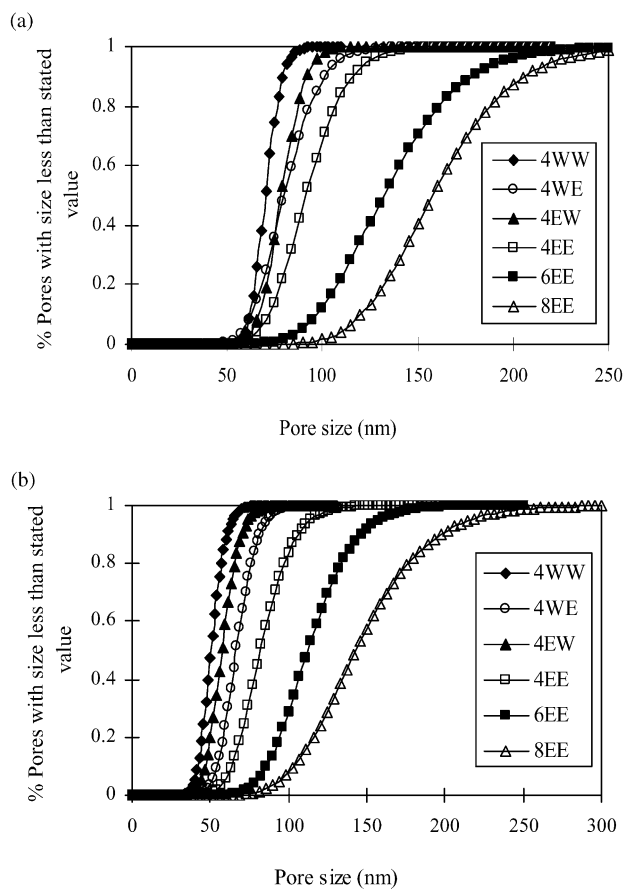 (a)
% Pores with size less than stated
value
1
0.8
0.6
0.4
0.2
0
0 50 100 150 200 250
4WW
4WE
4EW
4EE
6EE
8EE
Pore size (nm)
(b)
% Pores with size less than stated
value
1
0.8
0.6
0.4
0.2
0
0 50 100 150 200 250 300
4WW
4WE
4EW
4EE
6EE
8EE
Pore size (nm)